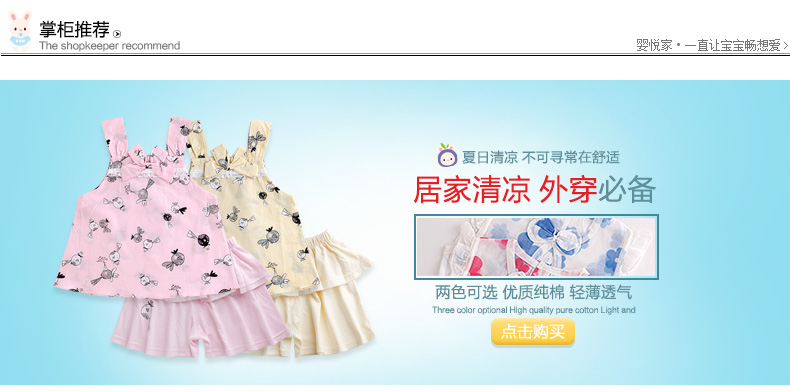 掌柜推荐
The shopkeeper recommend
婴悦家•一直让宝宝畅想爱
夏日清凉 不可寻常在舒适
居家清凉 外穿必备
两色可选 优质纯棉 轻薄透气
Three color optional High quality pure cotton Light and
点击购买